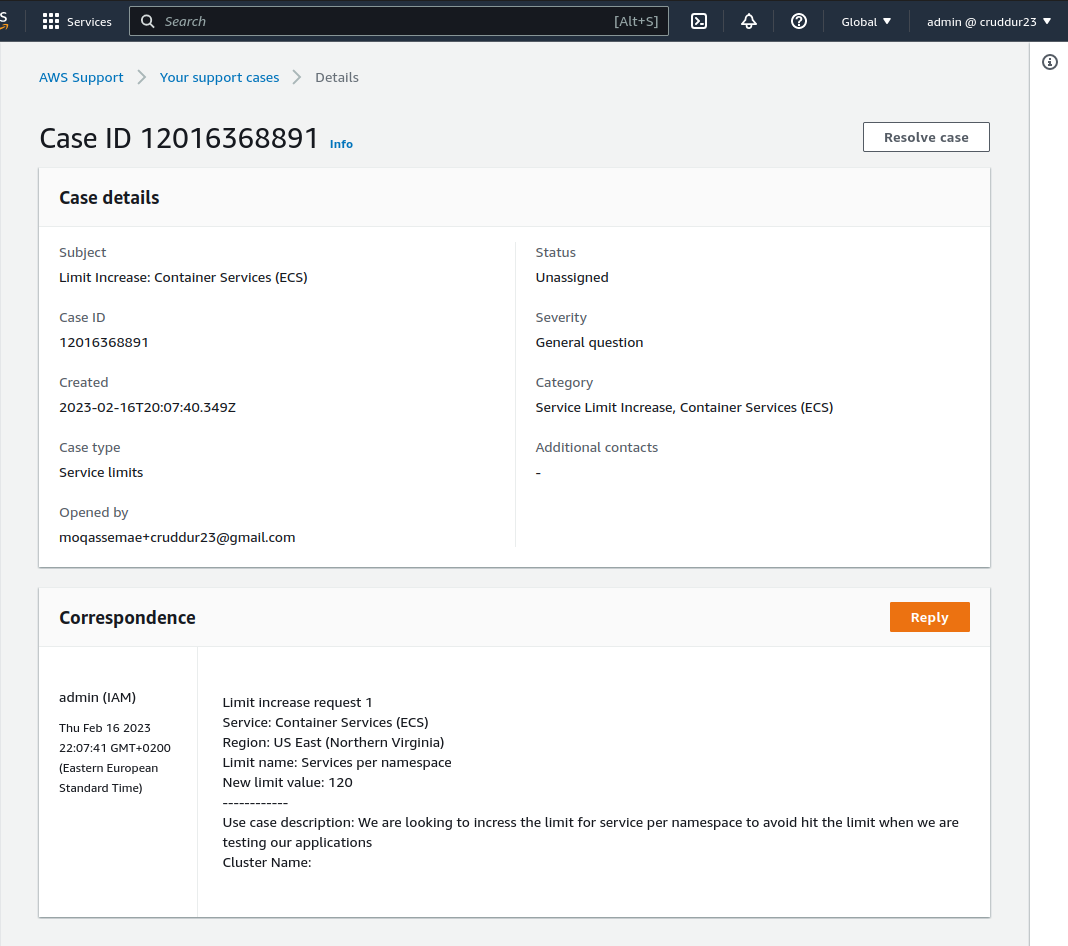 Services
Search
[Alt+S]
Global
admin @ cruddur23
AWS Support
Your support cases
Details
Case ID 12016368891
Info
Resolve case
Case details
Subject
Limit Increase: Container Services (ECS)
Case ID
12016368891
Created
2023-02-16T20:07:40.349Z
Case type
Service limits
Opened by
moqassemae+cruddur23@gmail.com
Status
Unassigned
Severity
General question
Category
Service Limit Increase, Container Services (ECS)
Additional contacts
-
Correspondence
Reply
admin (IAM)
Thu Feb 16 2023
22:07:41 GMT+0200
(Eastern European
Standard Time)
Limit increase request 1
Service: Container Services (ECS)
Region: US East (Northern Virginia)
Limit name: Services per namespace
New limit value: 120
------------
Use case description: We are looking to incress the limit for service per namespace to avoid hit the limit when we are
testing our applications
Cluster Name: